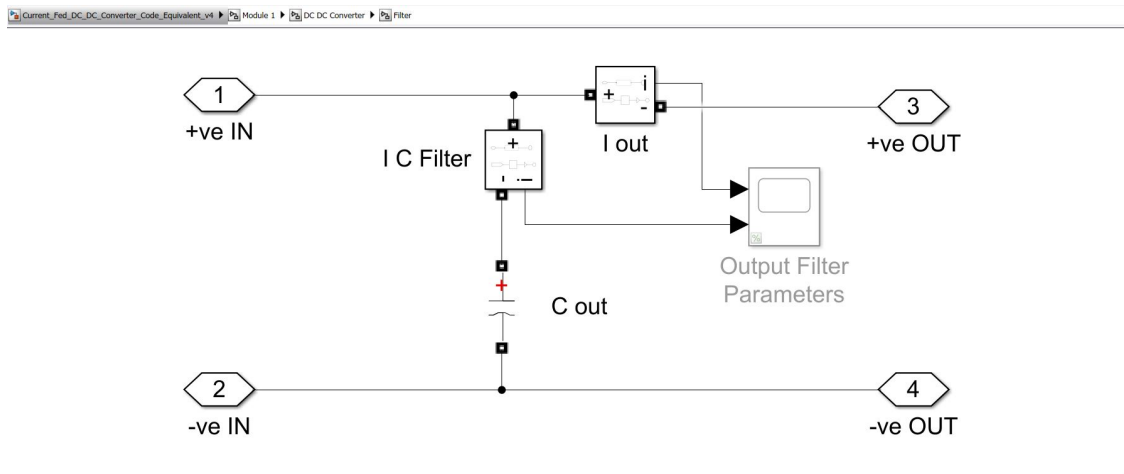 Current_Fed_DC_DC_Converter_Code_Equivalent_v4 Module 1 DC DC Converter Filter
1
+ve IN
+
i
-
I out
3
+ve OUT
I C Filter
+
- i
Output Filter
Parameters
+
C out
2
-ve IN
4
-ve OUT